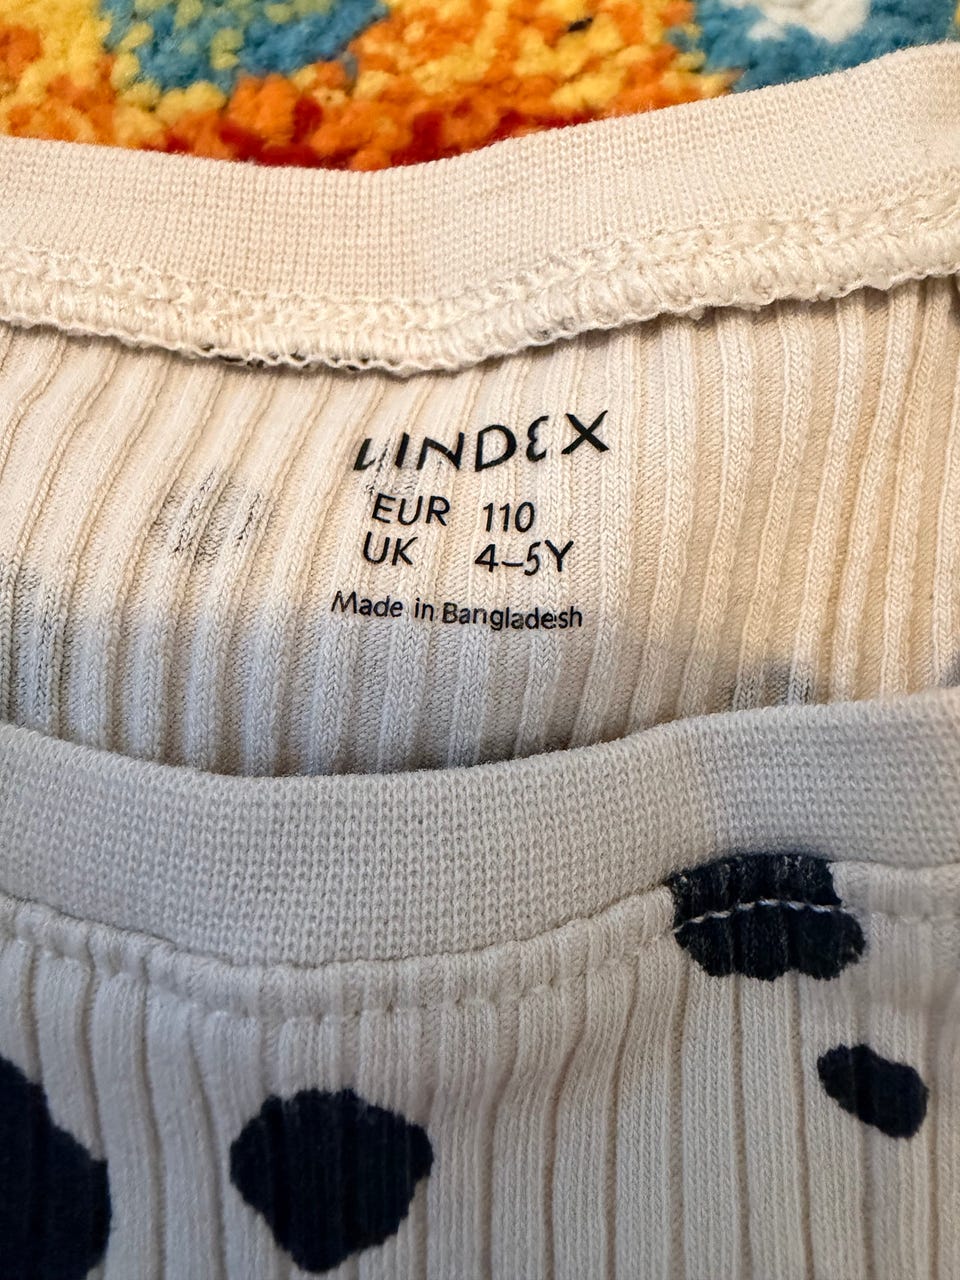 LINDEX
EUR 110
UK 4–5Y
Made in Bangladesh